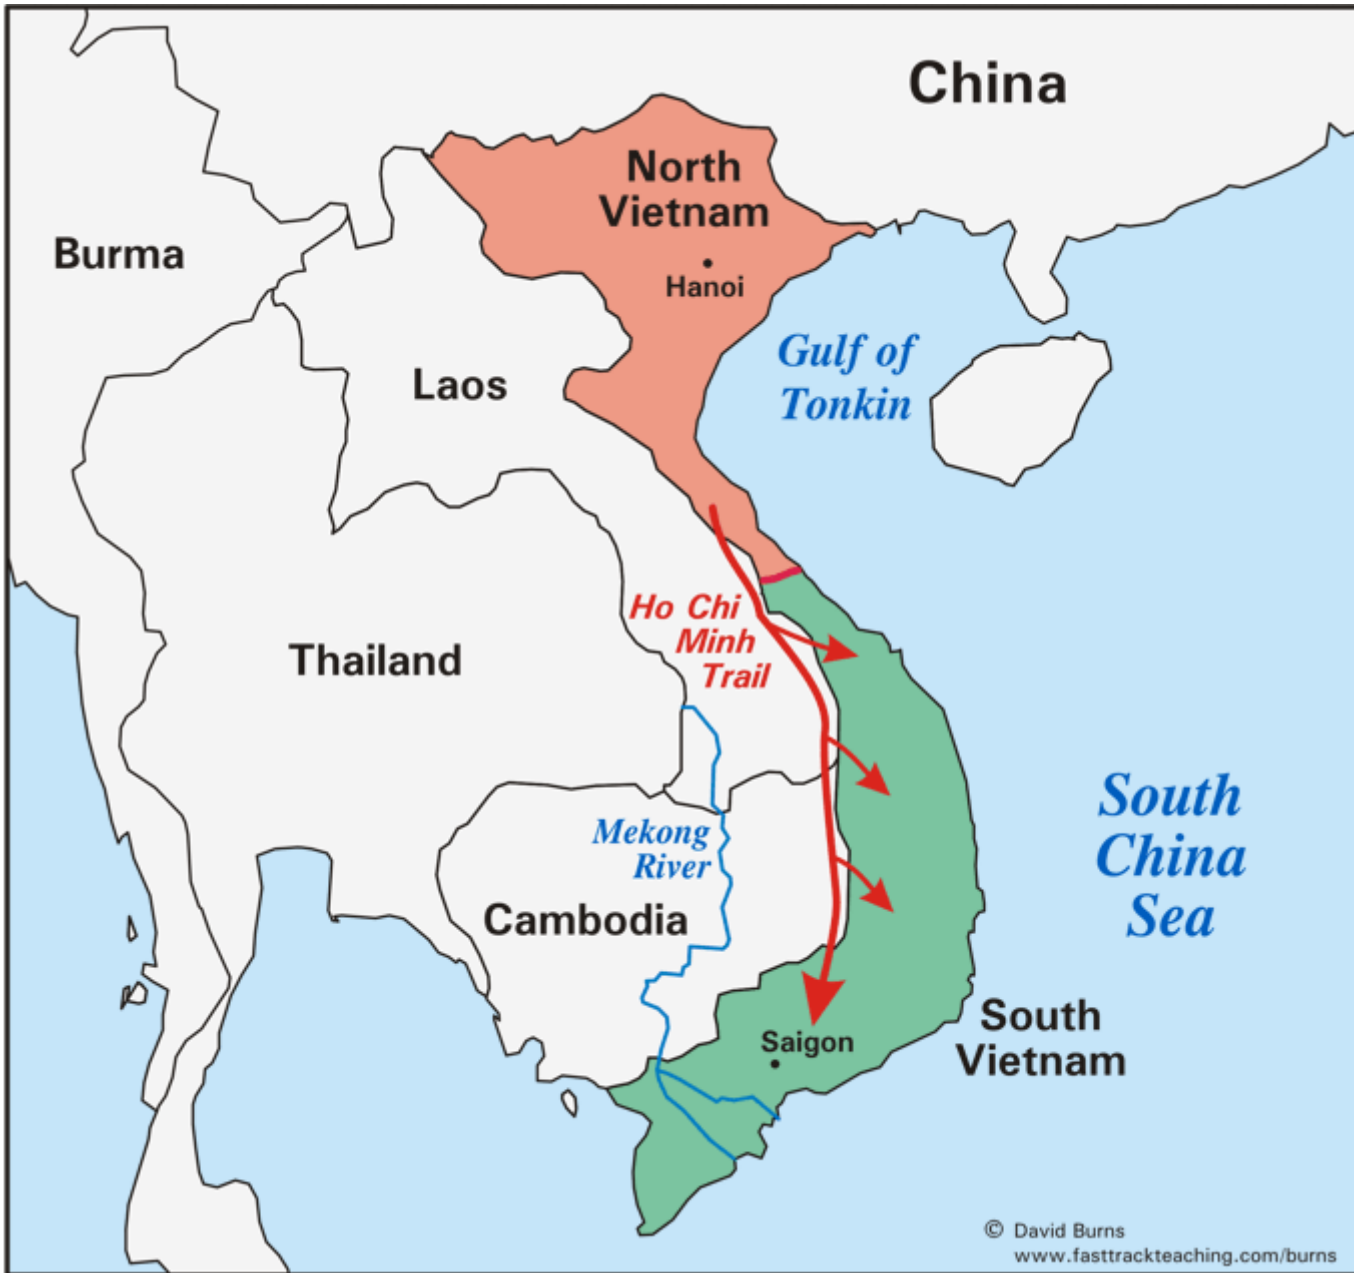 China
North
Vietnam
Burma
Hanoi
Gulf of
Tonkin
Laos
Ho Chi
Minh
Trail
Thailand
South
China
Sea
Mekong
River
Cambodia
South
Vietnam
Saigon
© David Burns
www.fasttrackteaching.com/burns